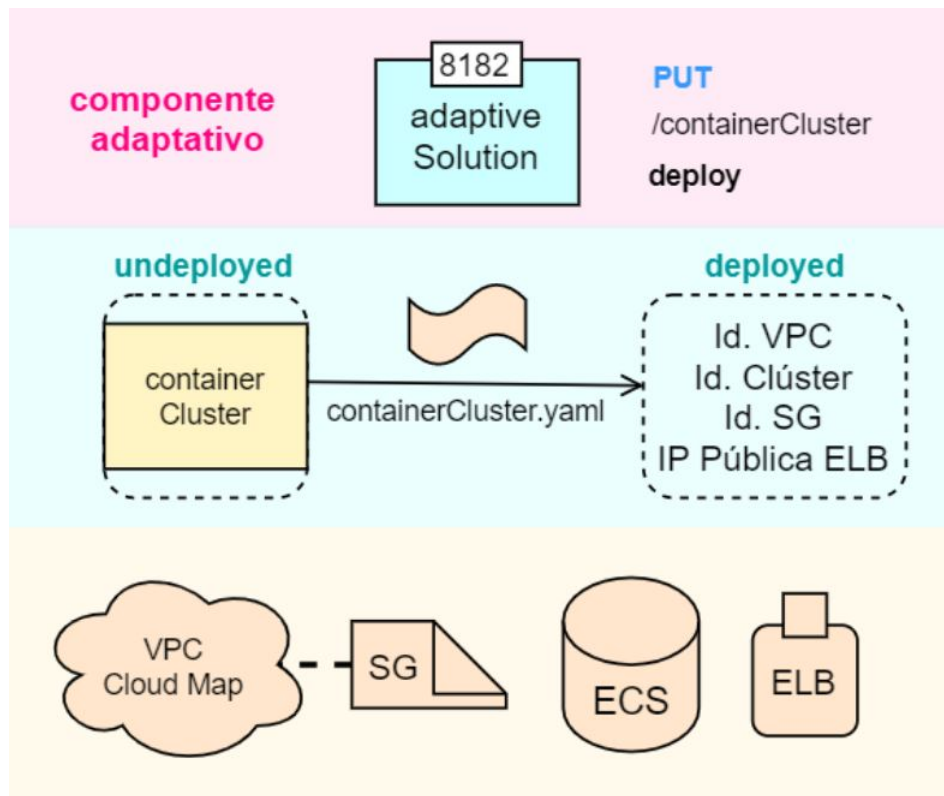 componente
adaptativo
8182
adaptive
Solution
PUT
/containerCluster
deploy
undeployed
deployed
container
Cluster
containerCluster.yaml
Id. VPC
Id. Clúster
Id. SG
IP Pública ELB
VPC
Cloud Map
SG
ECS
ELB